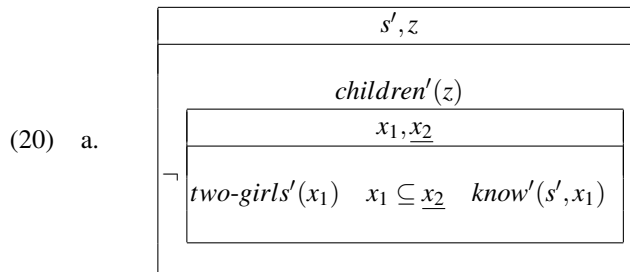 s′, z
children′(z)
(20) a.
x₁, x₂
¬
two-girls′(x₁) x₁ ⊆ x₂ know′(s′, x₁)